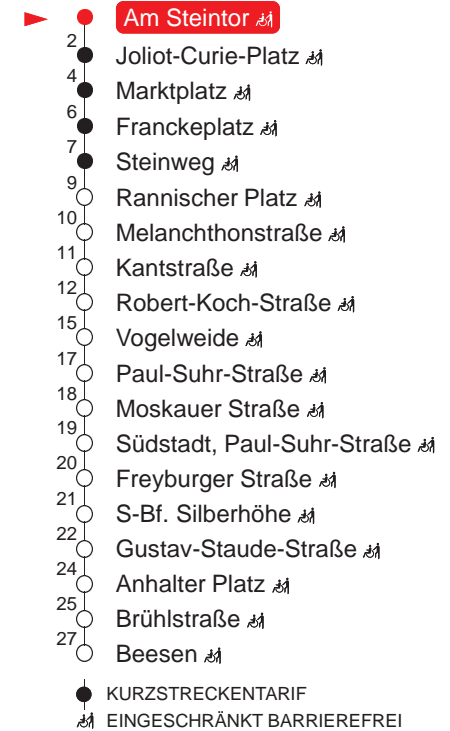 Am Steintor
2
Joliot-Curie-Platz
4
Marktplatz
6
Franckeplatz
7
Steinweg
9
Rannischer Platz
10
Melanchthonstraße
11
Kantstraße
12
Robert-Koch-Straße
15
Vogelweide
17
Paul-Suhr-Straße
18
Moskauer Straße
19
Südstadt, Paul-Suhr-Straße
20
Freyburger Straße
21
S-Bf. Silberhöhe
22
Gustav-Staude-Straße
24
Anhalter Platz
25
Brühlstraße
27
Beesen
KURZSTRECKENTARIF
EINGESCHRÄNKT BARRIEREFREI